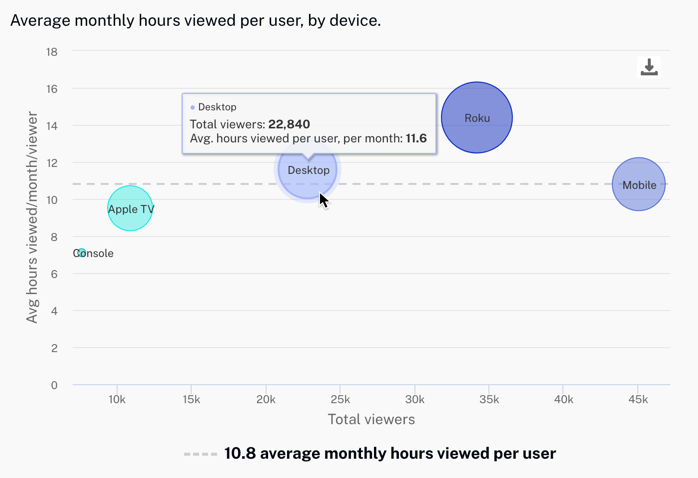 Average monthly hours viewed per user, by device.
Avg hours viewed/month/viewer
18
16
14
12
10
8
6
4
2
0
Desktop
Total viewers: 22,840
Avg. hours viewed per user, per month: 11.6
Roku
Desktop
Mobile
Apple TV
Console
10k
15k
20k
25k
30k
35k
40k
45k
Total viewers
10.8 average monthly hours viewed per user